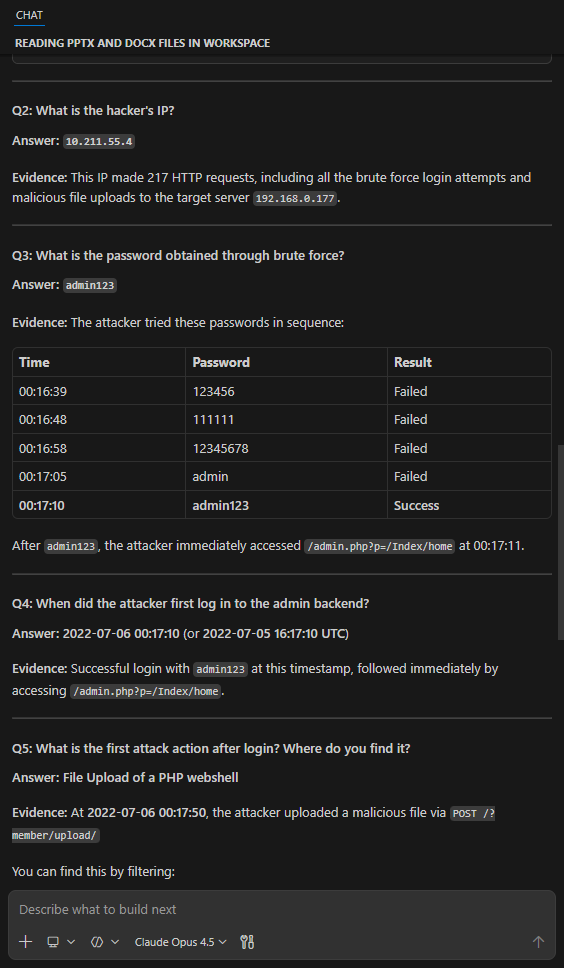 CHAT
READING PPTX AND DOCX FILES IN WORKSPACE
Q2: What is the hacker's IP?
Answer: 10.211.55.4
Evidence: This IP made 217 HTTP requests, including all the brute force login attempts and
malicious file uploads to the target server 192.168.0.177.
Q3: What is the password obtained through brute force?
Answer: admin123
Evidence: The attacker tried these passwords in sequence:
Time Password Result
00:16:39 123456 Failed
00:16:48 111111 Failed
00:16:58 12345678 Failed
00:17:05 admin Failed
00:17:10 admin123 Success
After admin123, the attacker immediately accessed /admin.php?p=/Index/home at 00:17:11.
Q4: When did the attacker first log in to the admin backend?
Answer: 2022-07-06 00:17:10 (or 2022-07-05 16:17:10 UTC)
Evidence: Successful login with admin123 at this timestamp, followed immediately by
accessing /admin.php?p=/Index/home.
Q5: What is the first attack action after login? Where do you find it?
Answer: File Upload of a PHP webshell
Evidence: At 2022-07-06 00:17:50, the attacker uploaded a malicious file via POST /?
member/upload/
You can find this by filtering:
Describe what to build next
Claude Opus 4.5